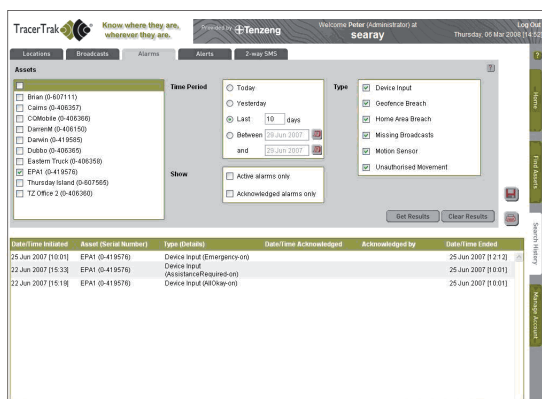 TracerTrak
Know where they are,
wherever they are.
Provided by Tenzeng
Welcome Peter (Administrator) at
searay
Log Out
Thursday, 06 Mar 2008 [14:52]
Locations
Broadcasts
Alarms
Alerts
2-way SMS
Assets
Brian (0-607111)
Cairns (0-406357)
CQMobile (0-406366)
DarrenM (0-406150)
Darwin (0-419585)
Dubbo (0-406365)
Eastern Truck (0-406358)
EPA1 (0-419576)
Thursday Island (0-607565)
TZ Office 2 (0-406360)
Time Period
Today
Yesterday
Last 10 days
Between 29 Jun 2007
and 29 Jun 2007
Show
Active alarms only
Acknowledged alarms only
Type
Device Input
Geofence Breach
Home Area Breach
Missing Broadcasts
Motion Sensor
Unauthorised Movement
Get Results
Clear Results
?
?
Home
Find Assets
Search History
Manage Account
Date/Time Initiated Asset (Serial Number) Type (Details) Date/Time Acknowledged Acknowledged by Date/Time Ended
25 Jun 2007 [10:01] EPA1 (0-419576) Device Input (Emergency-on) 25 Jun 2007 [12:12]
22 Jun 2007 [15:33] EPA1 (0-419576) Device Input (AssistanceRequired-on) 25 Jun 2007 [10:01]
22 Jun 2007 [15:19] EPA1 (0-419576) Device Input (AllOkay-on) 25 Jun 2007 [10:01]